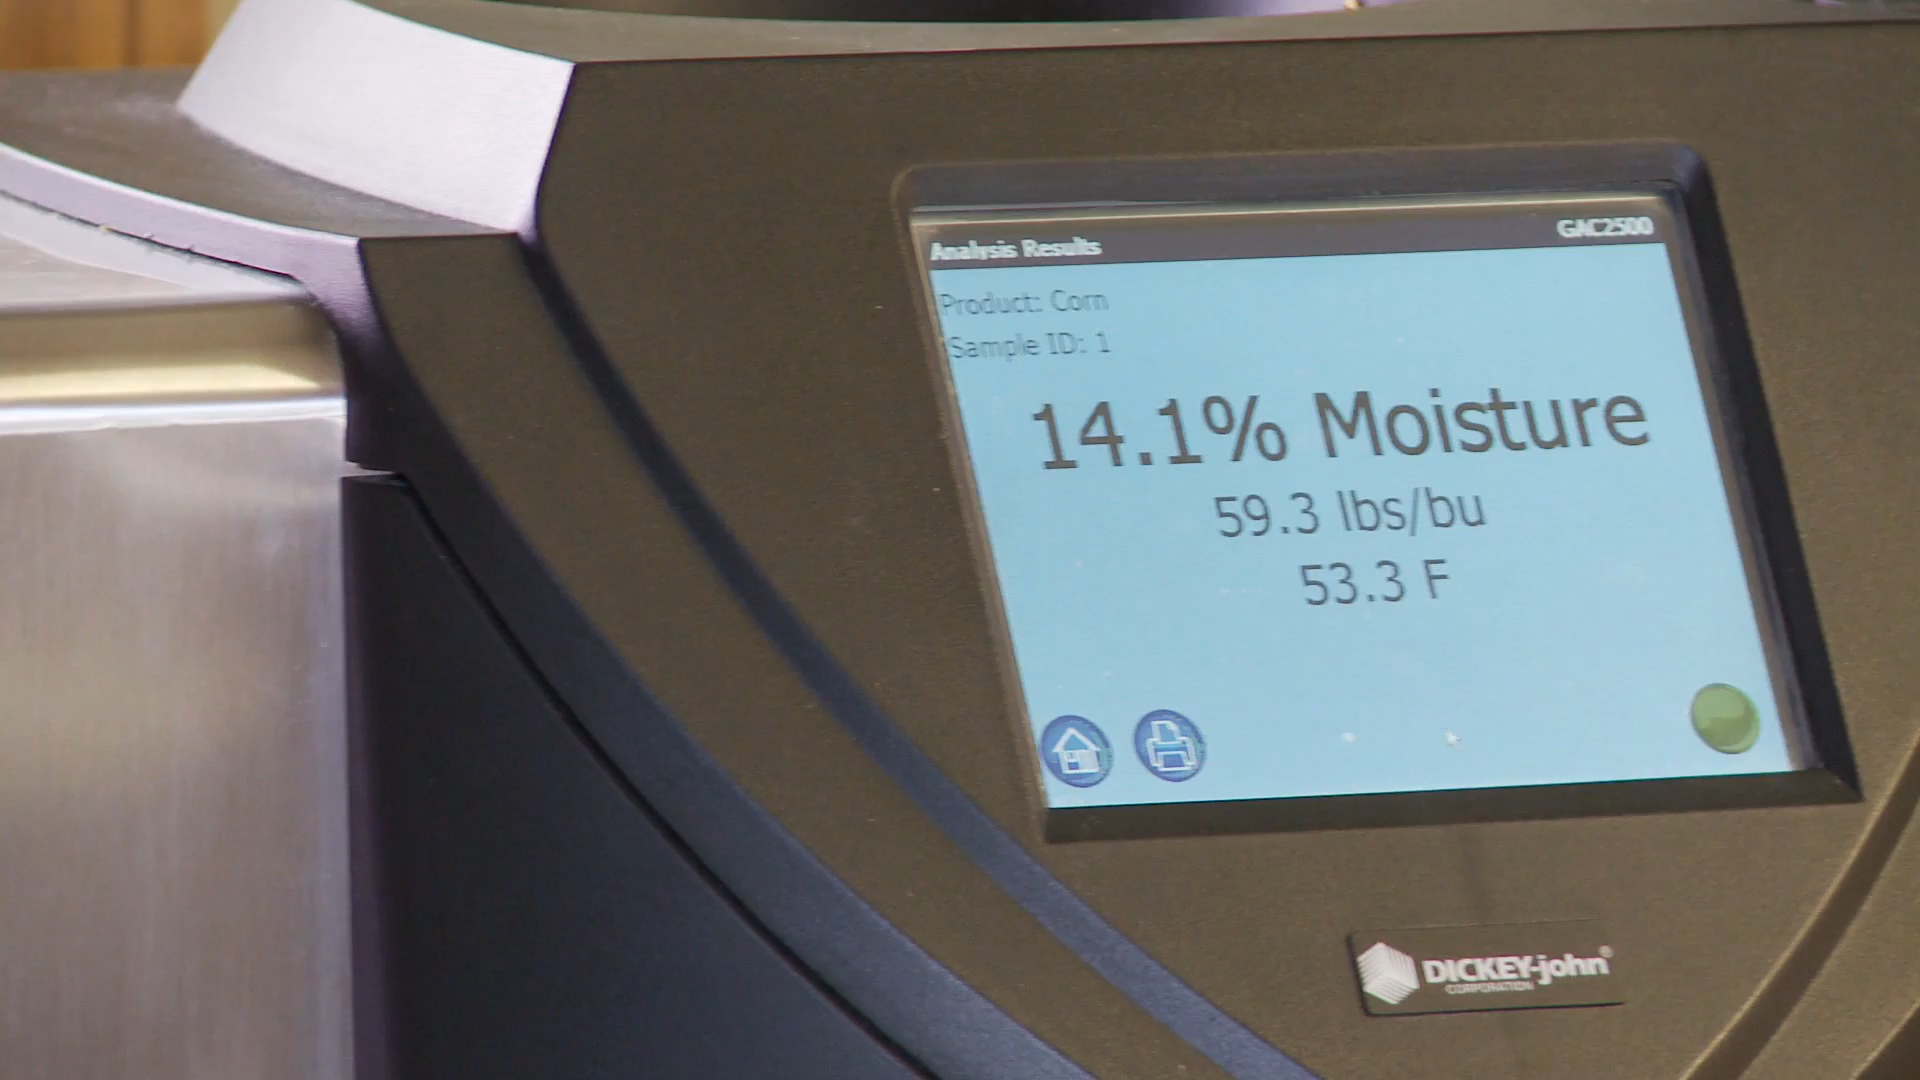 Analysis Results
GAC2500
Product: Corn
Sample ID: 1
14.1% Moisture
59.3 lbs/bu
53.3 F
DICKEY-john®
CORPORATION